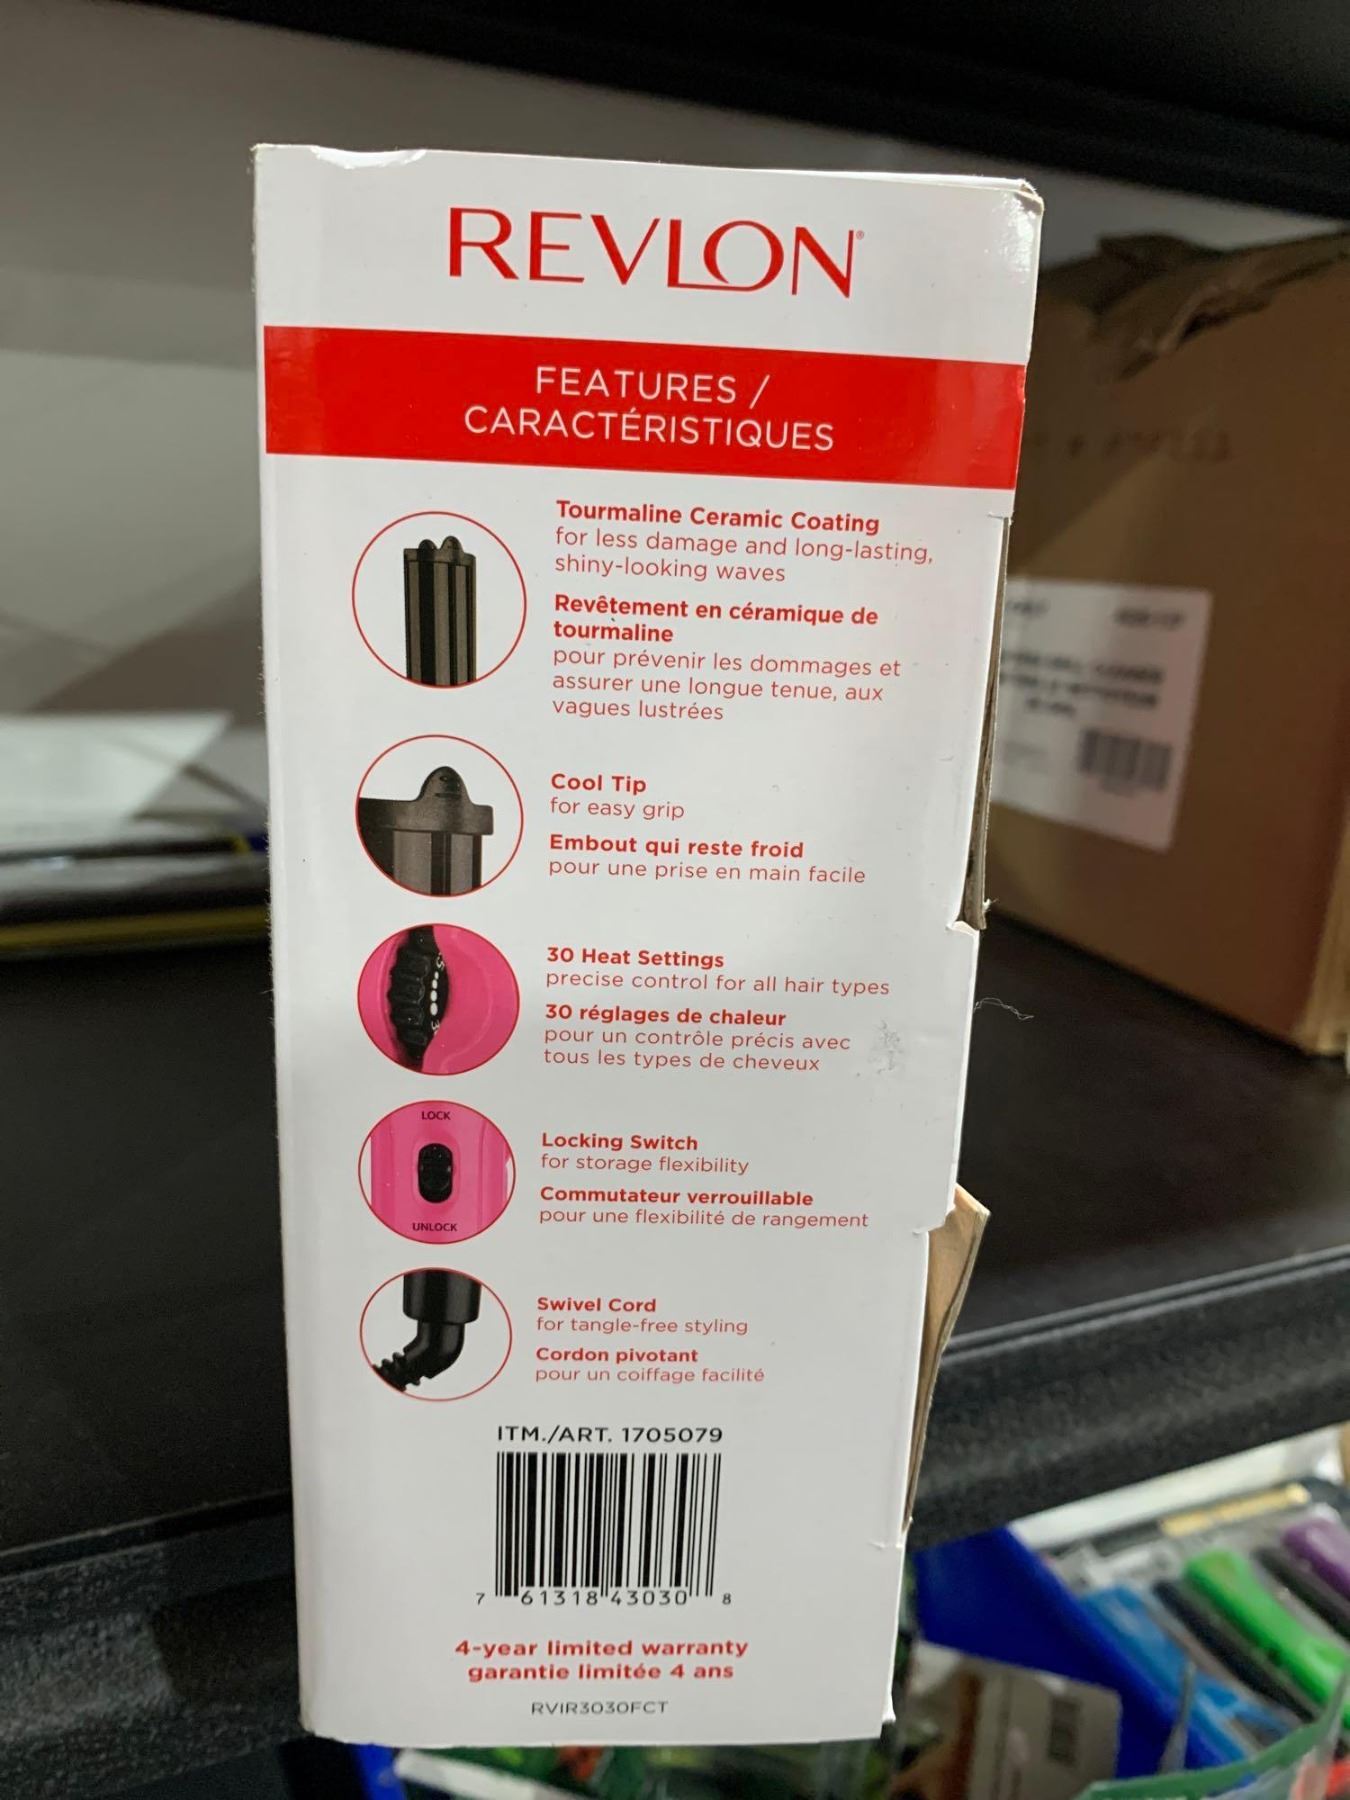 REVLON®
FEATURES /
CARACTÉRISTIQUES
Tourmaline Ceramic Coating
for less damage and long-lasting,
shiny-looking waves
Revêtement en céramique de
tourmaline
pour prévenir les dommages et
assurer une longue tenue, aux
vagues lustrées
Cool Tip
for easy grip
Embout qui reste froid
pour une prise en main facile
30 Heat Settings
precise control for all hair types
30 réglages de chaleur
pour un contrôle précis avec
tous les types de cheveux
LOCK
UNLOCK
Locking Switch
for storage flexibility
Commutateur verrouillable
pour une flexibilité de rangement
Swivel Cord
for tangle-free styling
Cordon pivotant
pour un coiffage facilité
ITM./ART. 1705079
7 61318 43030 8
4-year limited warranty
garantie limitée 4 ans
RVIR3030FCT